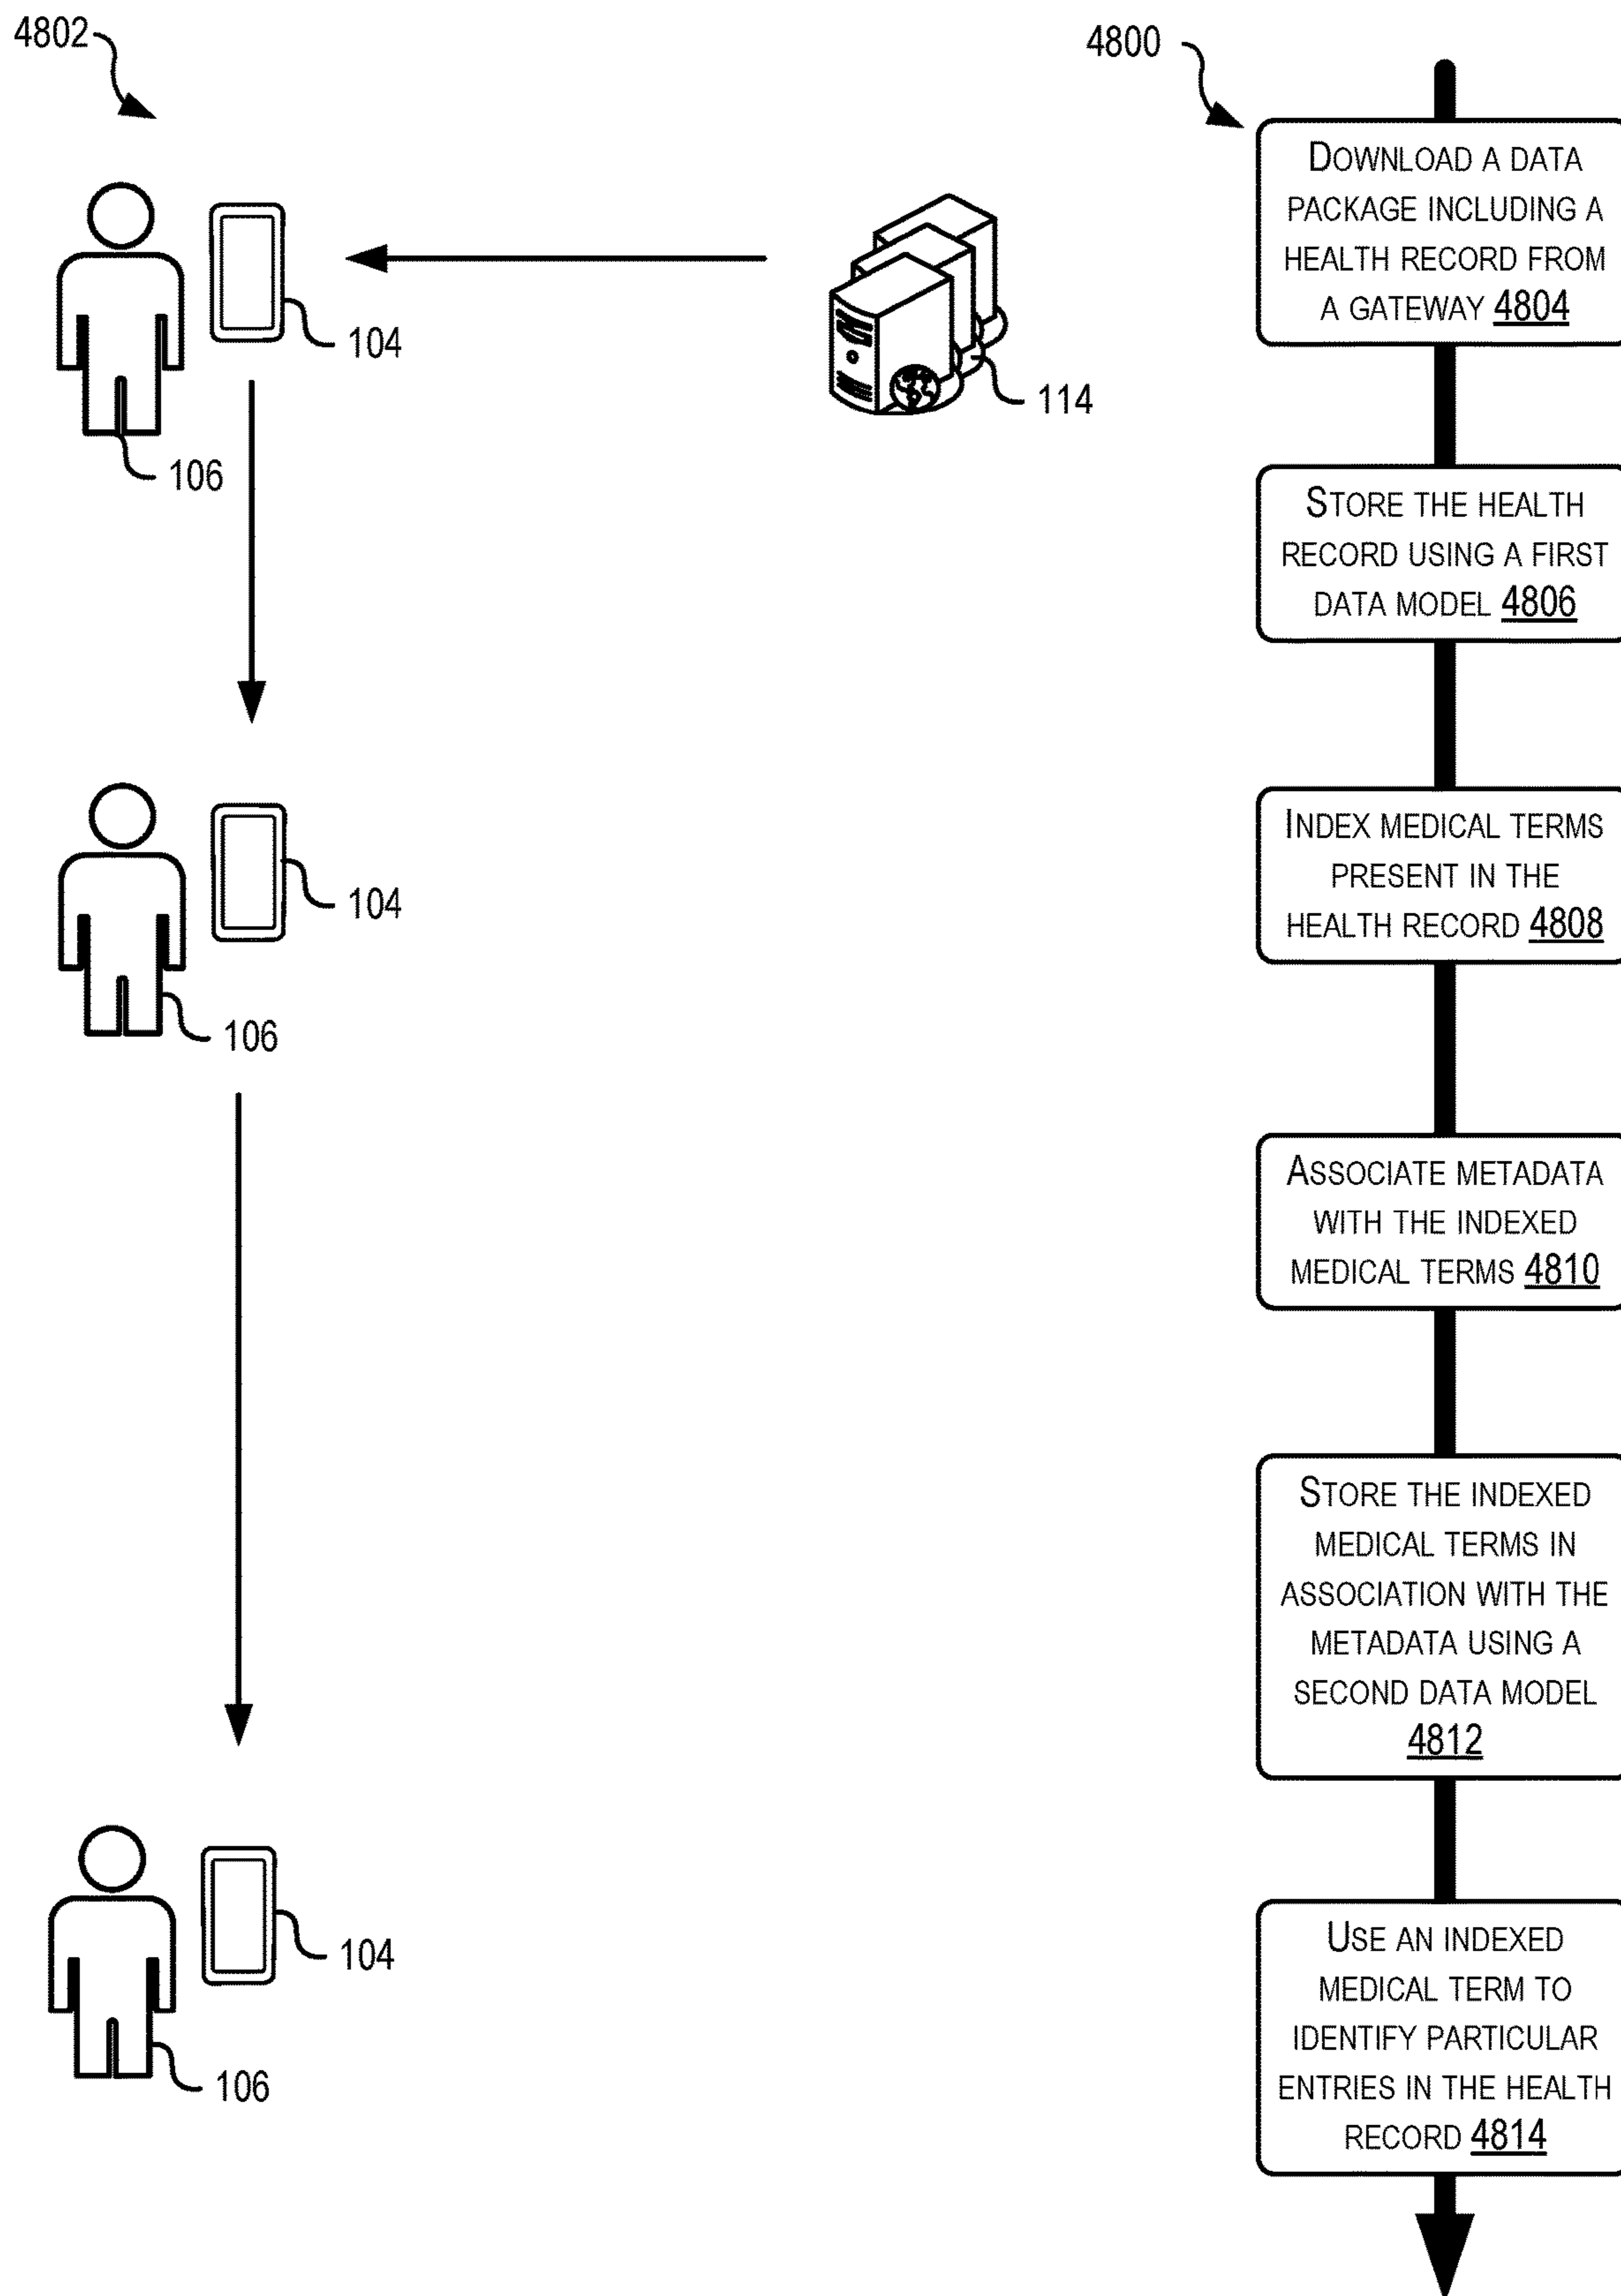 4802
4800
DOWNLOAD A DATA
PACKAGE INCLUDING A
HEALTH RECORD FROM
A GATEWAY 4804
104
114
106
STORE THE HEALTH
RECORD USING A FIRST
DATA MODEL 4806
INDEX MEDICAL TERMS
PRESENT IN THE
HEALTH RECORD 4808
104
106
ASSOCIATE METADATA
WITH THE INDEXED
MEDICAL TERMS 4810
STORE THE INDEXED
MEDICAL TERMS IN
ASSOCIATION WITH THE
METADATA USING A
SECOND DATA MODEL
4812
USE AN INDEXED
MEDICAL TERM TO
IDENTIFY PARTICULAR
ENTRIES IN THE HEALTH
RECORD 4814
104
106